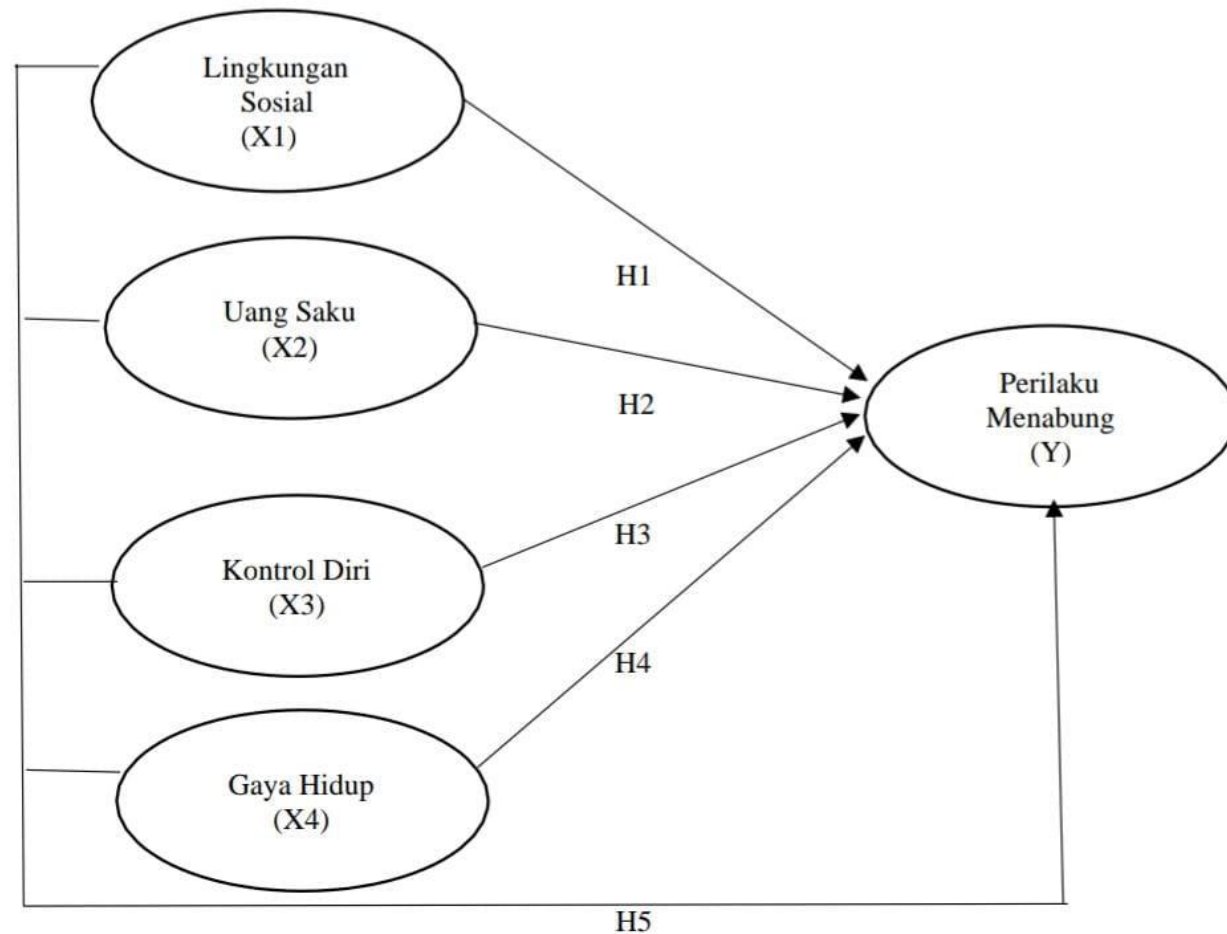 Lingkungan
Sosial
(X1)
Uang Saku
(X2)
Kontrol Diri
(X3)
Gaya Hidup
(X4)
H1
H2
H3
H4
Perilaku
Menabung
(Y)
H5